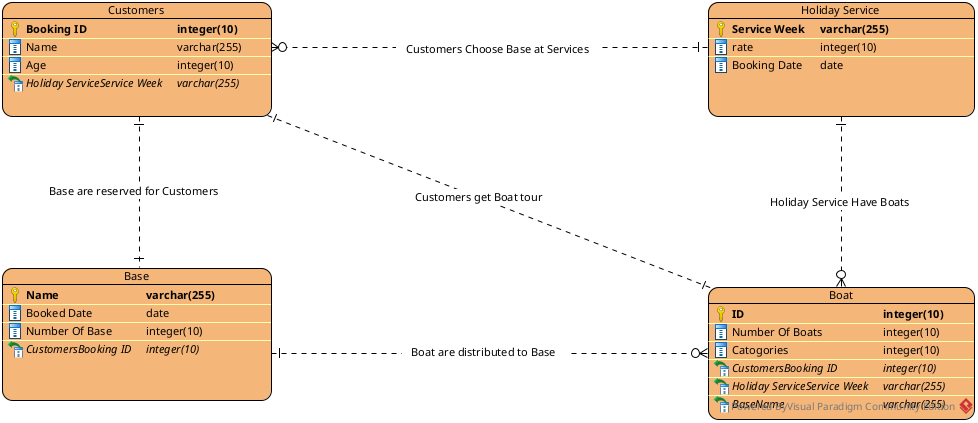 Customers
Booking ID integer(10)
Name varchar(255)
Age integer(10)
Holiday ServiceService Week varchar(255)
Customers Choose Base at Services
Holiday Service
Service Week varchar(255)
rate integer(10)
Booking Date date
Base are reserved for Customers
Customers get Boat tour
Holiday Service Have Boats
Base
Name varchar(255)
Booked Date date
Number Of Base integer(10)
CustomersBooking ID integer(10)
Boat are distributed to Base
Boat
ID integer(10)
Number Of Boats integer(10)
Catogories integer(10)
CustomersBooking ID integer(10)
Holiday ServiceService Week varchar(255)
BaseName varchar(255)
Powered By Visual Paradigm Community Edition